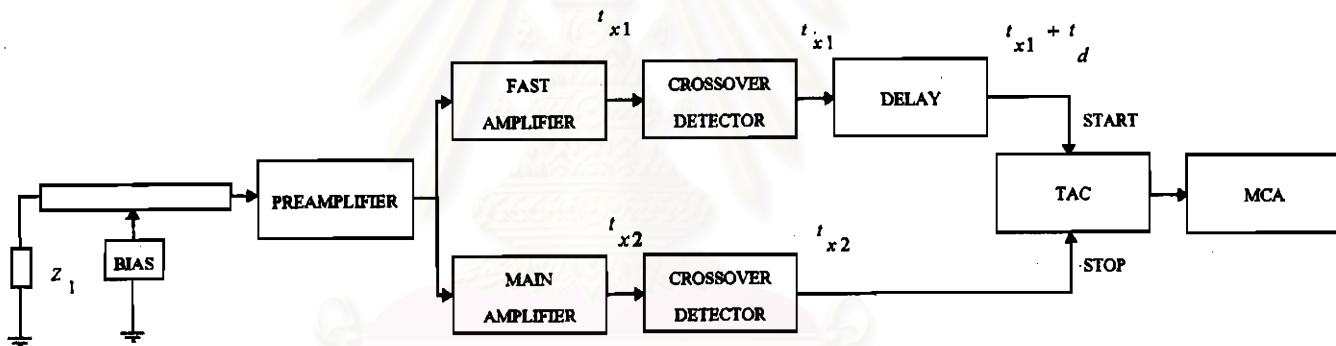 t x1
t x1
t x1 + t d
FAST
AMPLIFIER
CROSSOVER
DETECTOR
DELAY
START
PREAMPLIFIER
TAC
MCA
BIAS
Z 1
t x2
t x2
MAIN
AMPLIFIER
CROSSOVER
DETECTOR
STOP